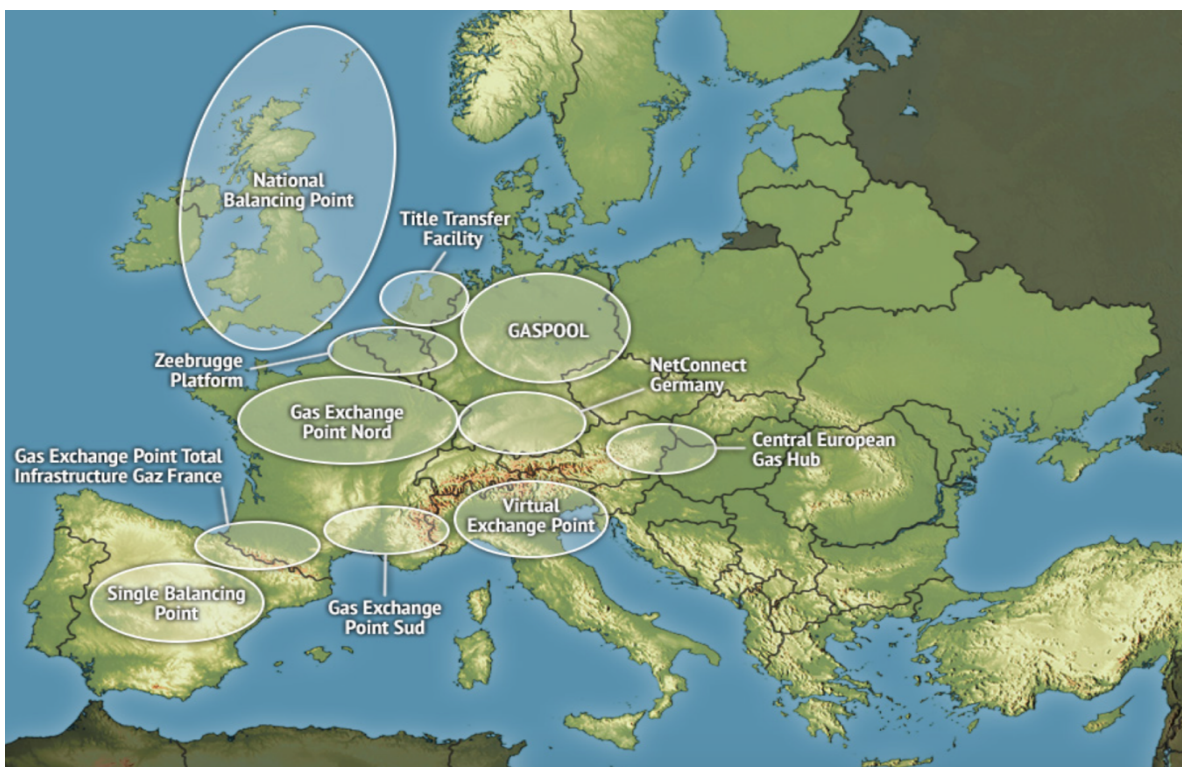 National
Balancing Point
Title Transfer
Facility
GASPOOL
Zeebrugge
Platform
NetConnect
Germany
Gas Exchange
Point Nord
Central European
Gas Hub
Gas Exchange Point Total
Infrastructure Gaz France
Virtual
Exchange Point
Single Balancing
Point
Gas Exchange
Point Sud